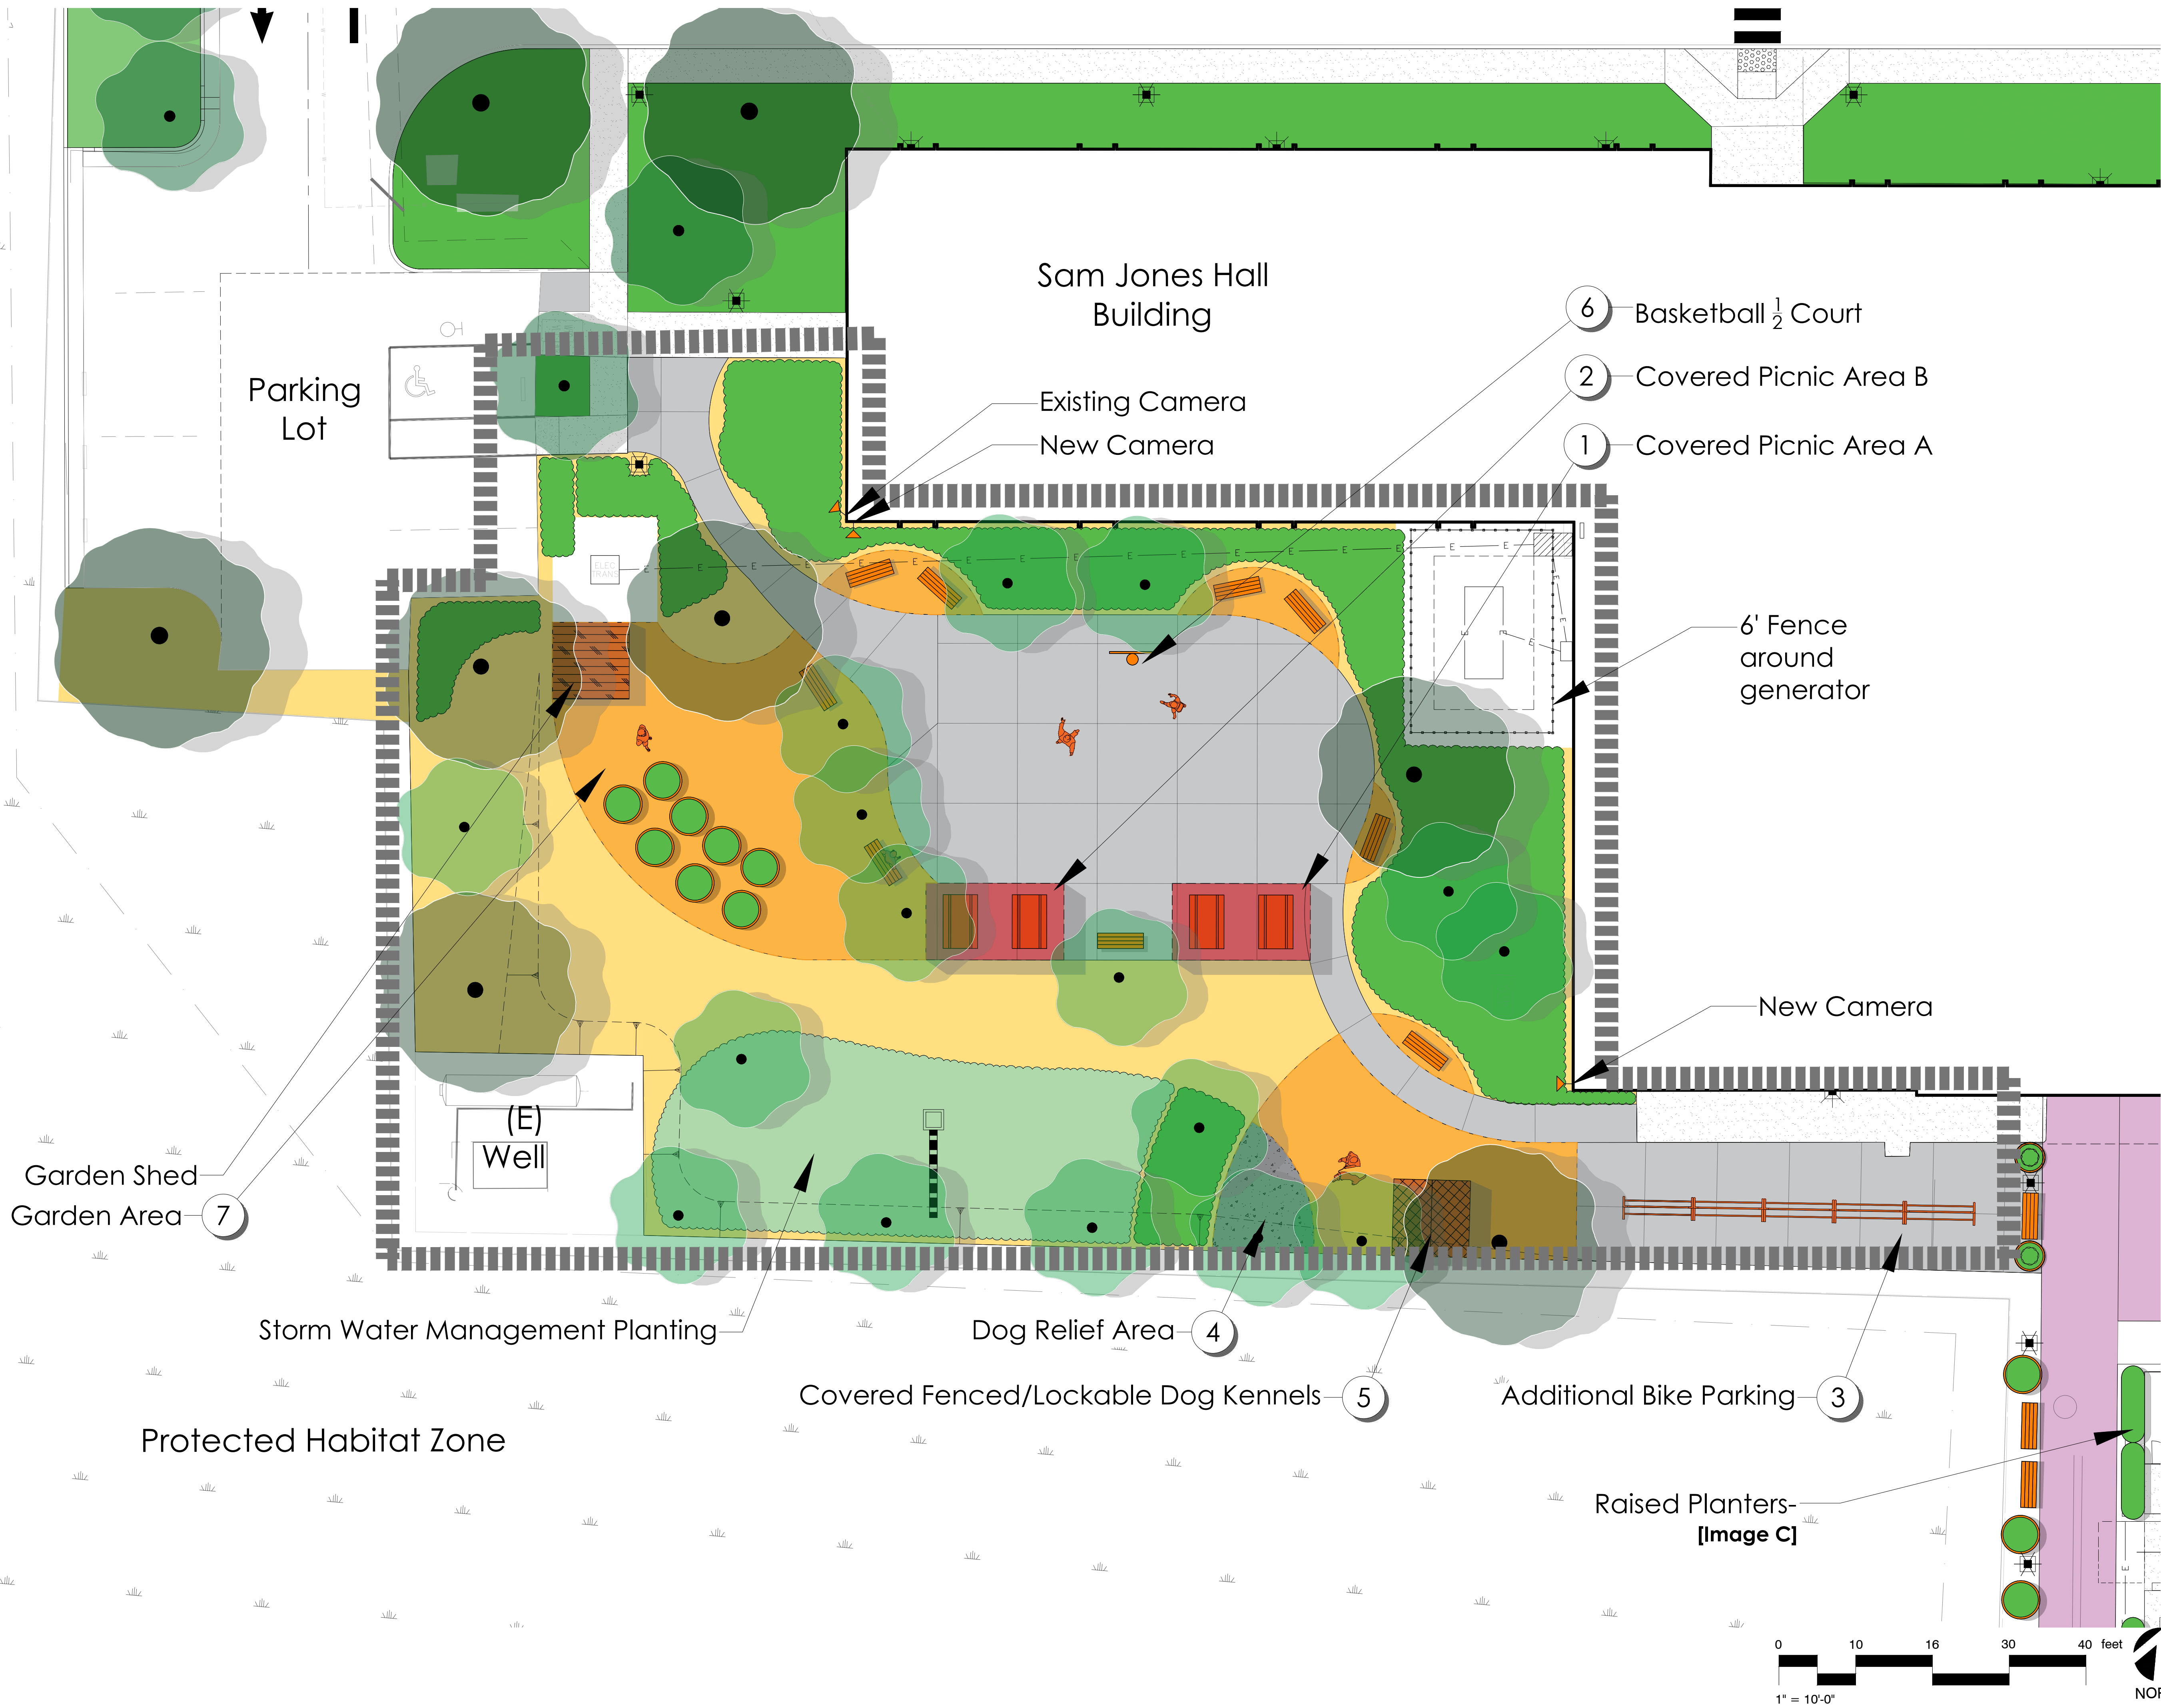 Sam Jones Hall
Building
6 Basketball 1/2 Court
2 Covered Picnic Area B
1 Covered Picnic Area A
Parking
Lot
Existing Camera
New Camera
ELEC
TRANS
E E E E E E E E E E E E E E
6' Fence
around
generator
New Camera
(E)
Well
Garden Shed
Garden Area 7
Storm Water Management Planting
Dog Relief Area 4
Covered Fenced/Lockable Dog Kennels 5
Additional Bike Parking 3
Protected Habitat Zone
Raised Planters-
[Image C]
E
0 10 16 30 40 feet
1" = 10'-0"
NOR